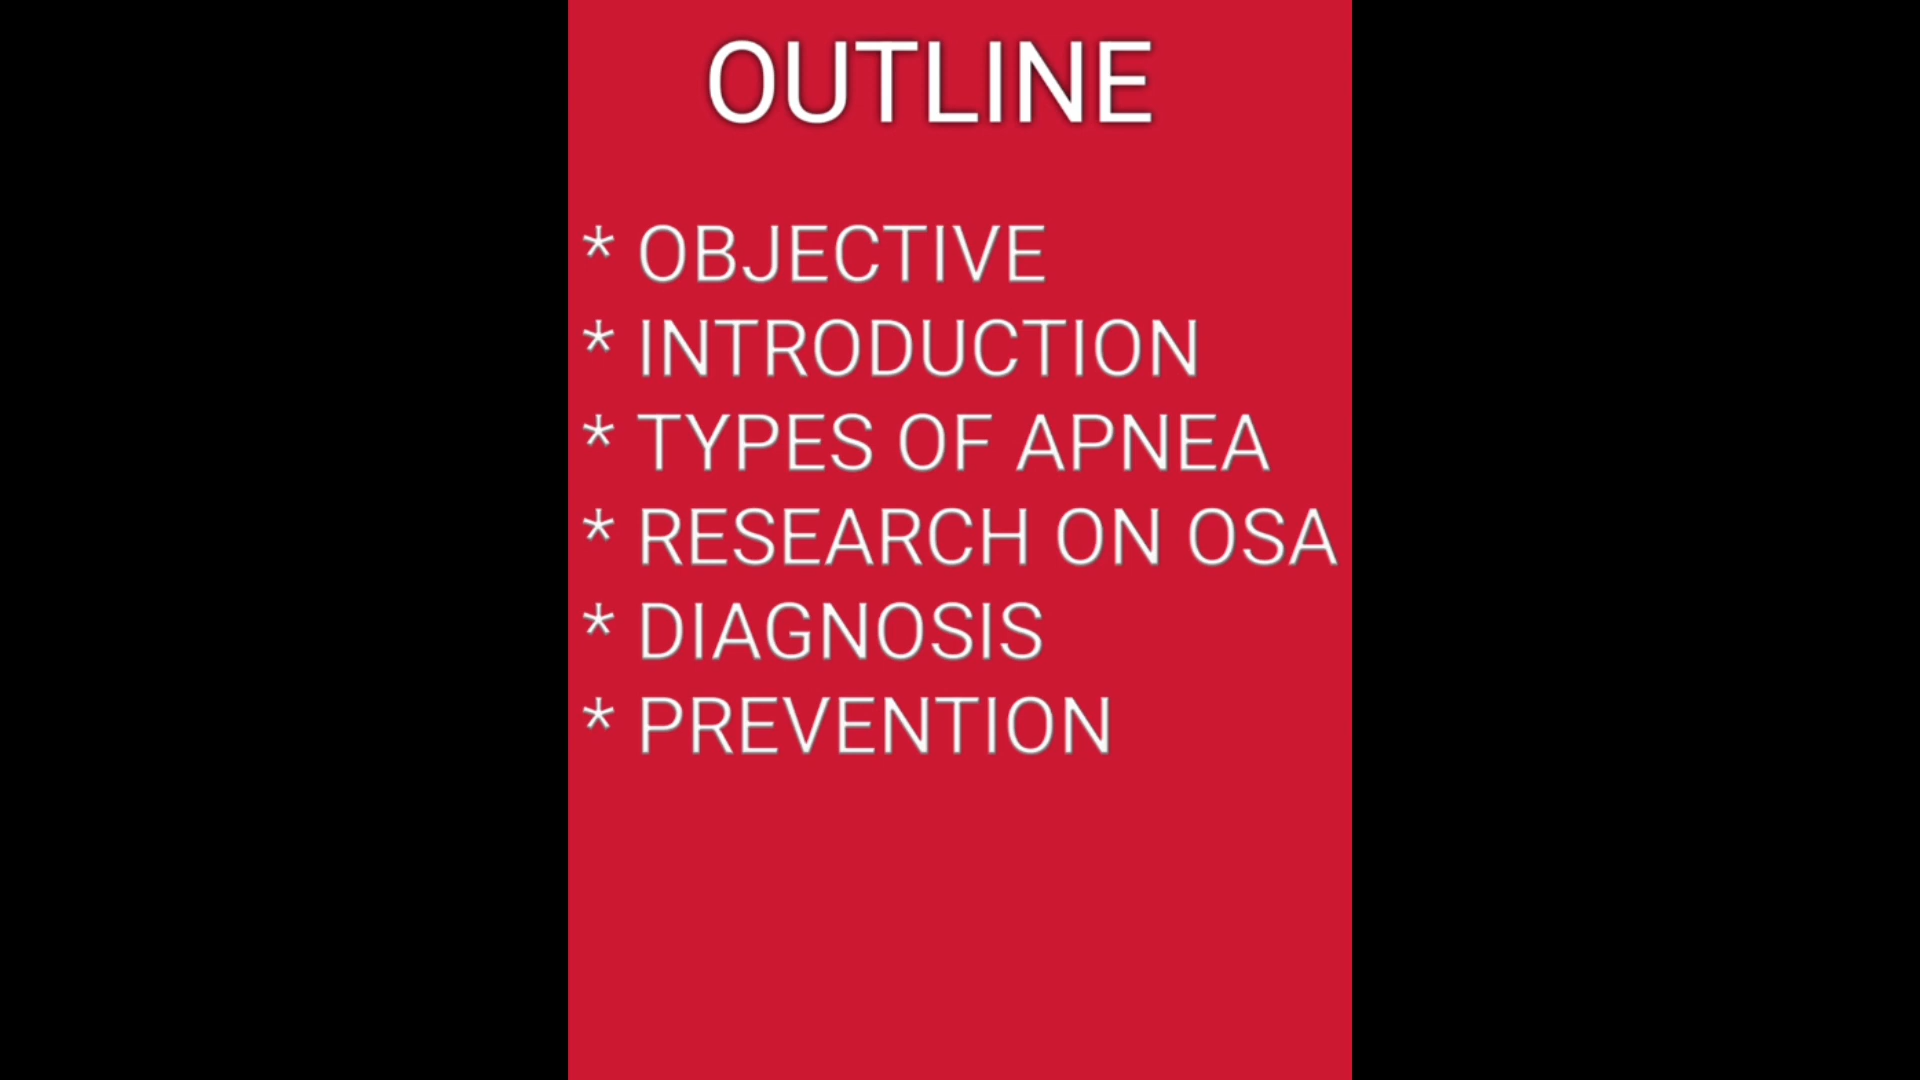 OUTLINE
* OBJECTIVE
* INTRODUCTION
* TYPES OF APNEA
* RESEARCH ON OSA
* DIAGNOSIS
* PREVENTION